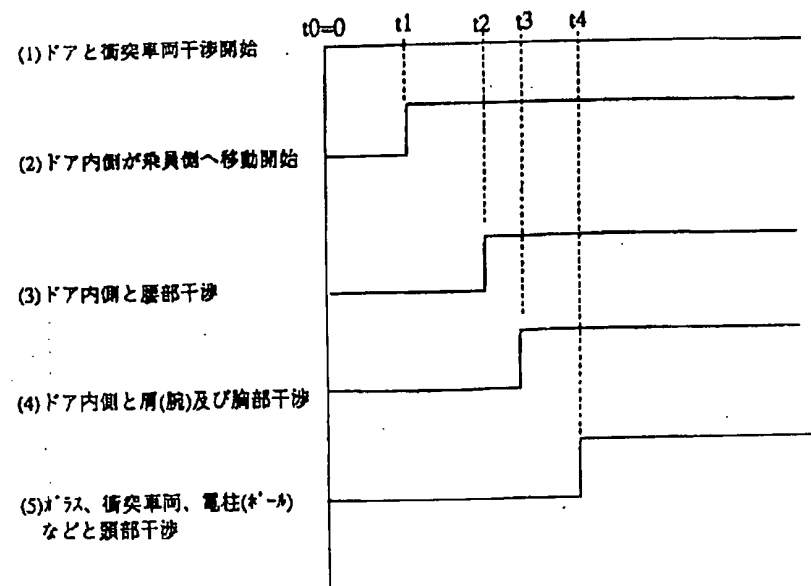 t0=0 t1 t2 t3 t4
(1)ドアと衝突車両干渉開始
(2)ドア内側が乗員側へ移動開始
(3)ドア内側と腰部干渉
(4)ドア内側と肩(腕)及び胸部干渉
(5)ガラス、衝突車両、電柱(ポール)
などと頭部干渉